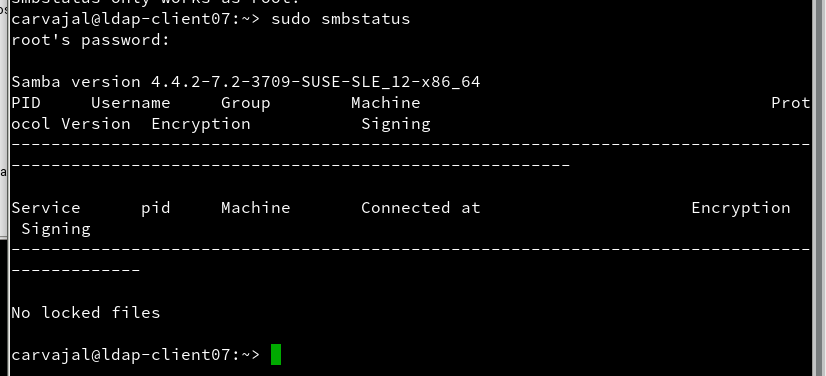 smbstatus only works as root!
carvajal@ldap-client07:~> sudo smbstatus
root's password:
Samba version 4.4.2-7.2-3709-SUSE-SLE_12-x86_64
PID     Username     Group        Machine                                   Prot
ocol Version  Encryption           Signing
--------------------------------------------------------------------------------
--------------------------------------------------------
Service      pid     Machine       Connected at                     Encryption
 Signing
--------------------------------------------------------------------------------
-------------
No locked files
carvajal@ldap-client07:~>